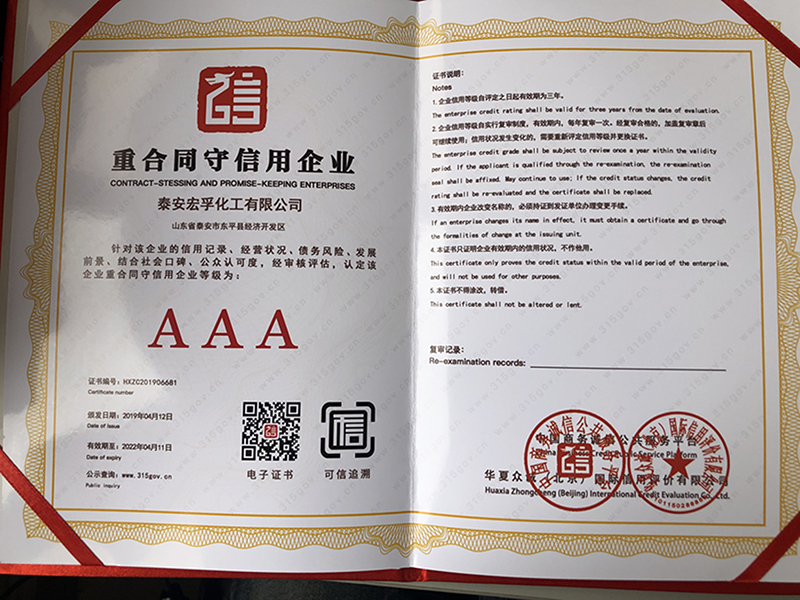 信
重合同守信用企业
CONTRACT-STESSING AND PROMISE-KEEPING ENTERPRISES
泰安宏孚化工有限公司
山东省泰安市东平县经济开发区
针对该企业的信用记录、经营状况、债务风险、发展
前景、结合社会口碑、公众认可度，经审核评估，认定该
企业重合同守信用企业等级为：
AAA
证书编号：HXZC201906681
Certificate number
颁发日期：2019年04月12日
Date of issue
有效期至：2022年04月11日
Date of expiry
公示查询：www.315gov.cn
Public inquiry
电子证书
信
可信追溯
证书说明：
Notes
1. 企业信用等级自评定之日起有效期为三年。
The enterprise credit rating shall be valid for three years from the date of evaluation.
2. 企业信用等级自实行复审制度，有效期内，每年复审一次。经复审合格的，加盖复审章后
可继续使用；信用状况发生变化的，需要重新评定信用等级并更换证书。
The enterprise credit grade shall be subject to review once a year within the validity
period. If the applicant is qualified through the re-examination, the re-examination
seal shall be affixed. May continue to use; If the credit status changes, the credit
rating shall be re-evaluated and the certificate shall be replaced.
3. 有效期内企业改变名称的，必须持证到发证单位办理变更手续。
If an enterprise changes its name in effect, it must obtain a certificate and go through
the formalities of change at the issuing unit.
4. 本证书只证明企业有效期内的信用状况，不作他用。
This certificate only proves the credit status within the valid period of the enterprise,
and will not be used for other purposes.
5. 本证书不得涂改，转借。
This certificate shall not be altered or lent.
复审记录：
Re-examination records:
中国商务诚信公共服务平台
Credit Public Service Platform
华夏众诚（北京）国际信用评价有限公司
Huaxia Zhongcheng (Beijing) International Credit Evaluation Co., Ltd.